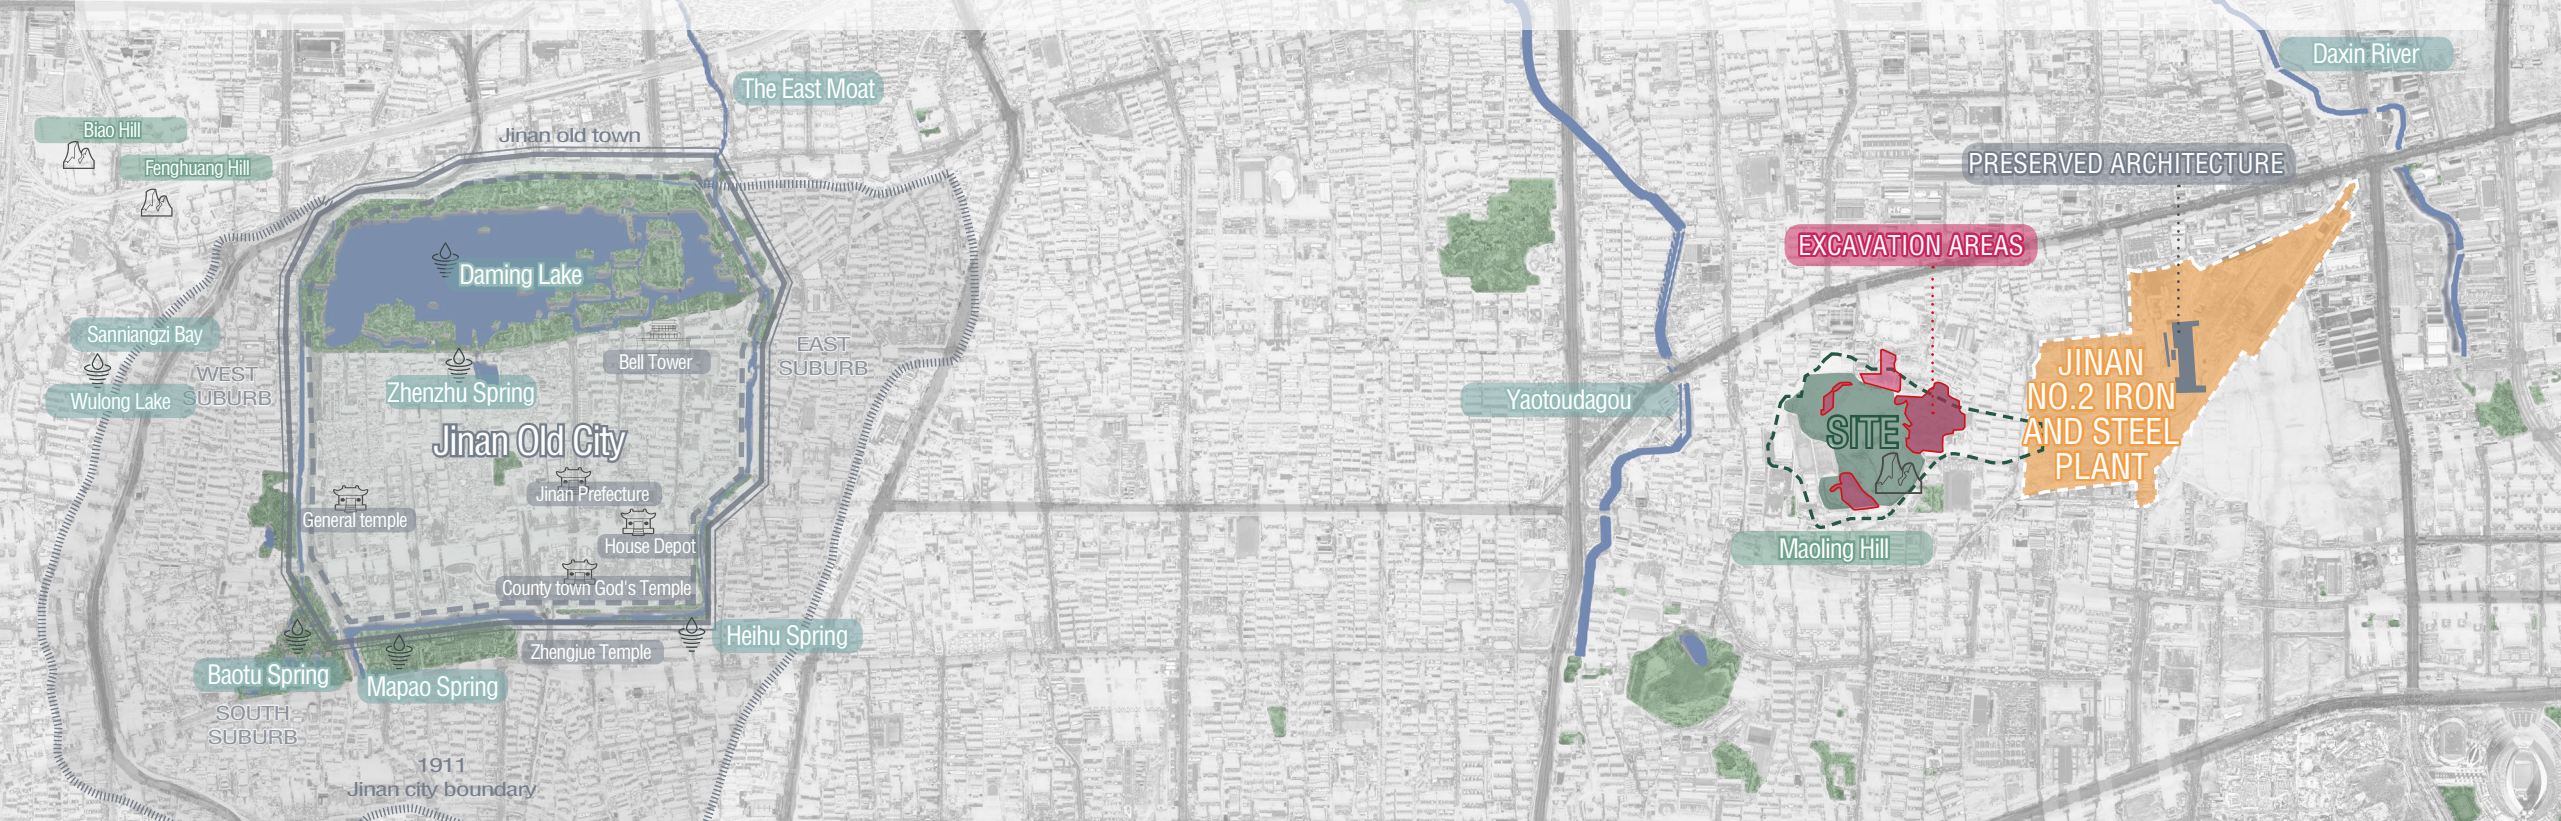 Daxin River
The East Moat
Biao Hill
Jinan old town
Fenghuang Hill
PRESERVED ARCHITECTURE
EXCAVATION AREAS
Daming Lake
Sanniangzi Bay
EAST
SUBURB
Bell Tower
WEST
SUBURB
Zhenzhu Spring
Wulong Lake
Yaotoudagou
JINAN
NO.2 IRON
AND STEEL
PLANT
SITE
Jinan Old City
Jinan Prefecture
General temple
House Depot
Maoling Hill
County town God's Temple
Zhengjue Temple
Heihu Spring
Baotu Spring
Mapao Spring
SOUTH
SUBURB
1911
Jinan city boundary